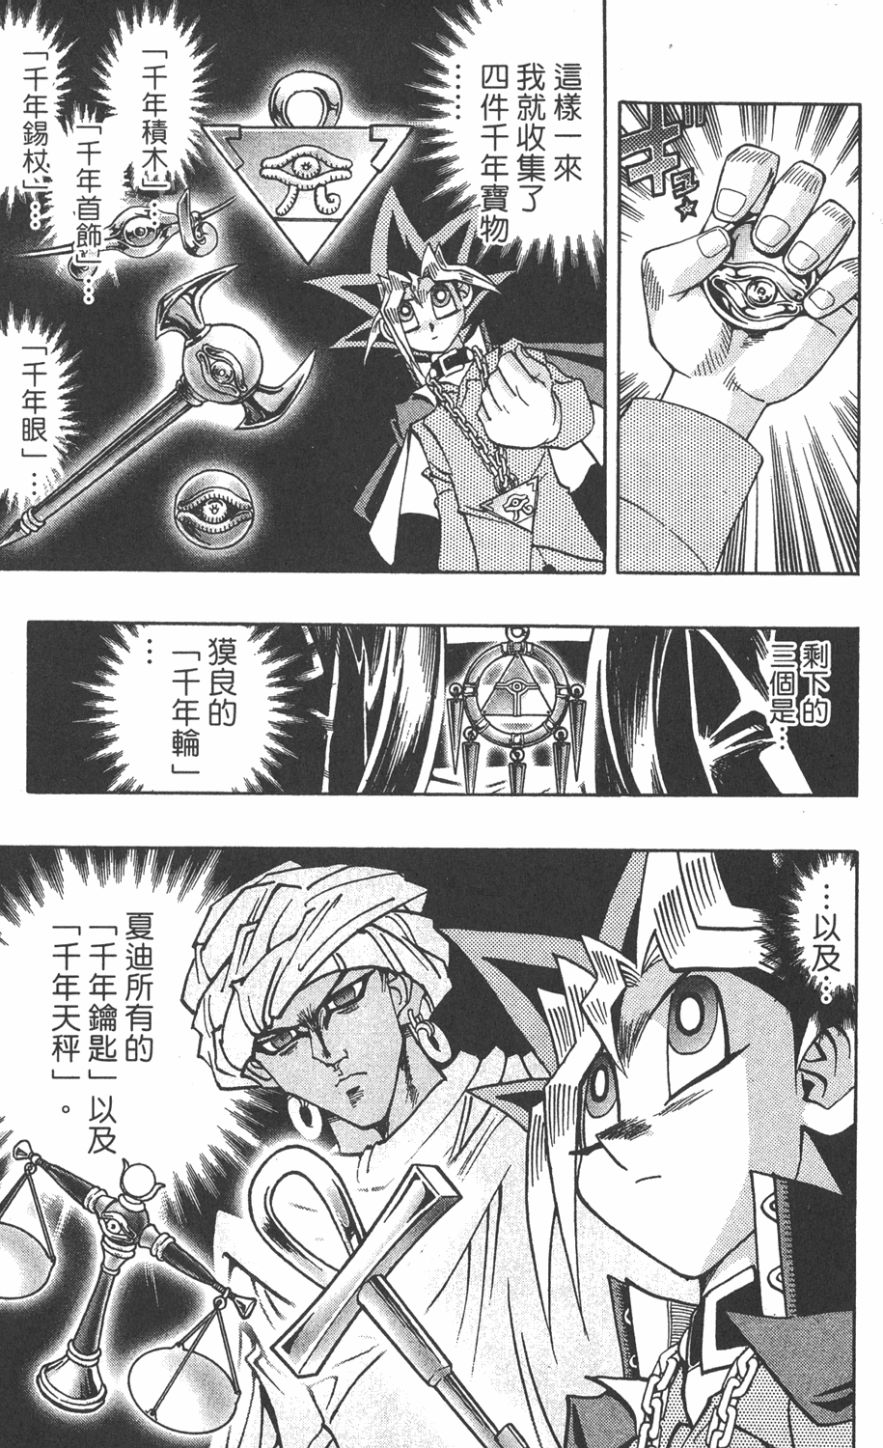 ギュ
這樣一來
我就收集了
四件千年寶物
……
「千年積木」…
「千年首飾」…
「千年錫杖」…
「千年眼」…
剩下的
三個是…
獏良的
「千年輪」
…
…以及…
夏迪所有的
「千年鑰匙」以及
「千年天秤」。